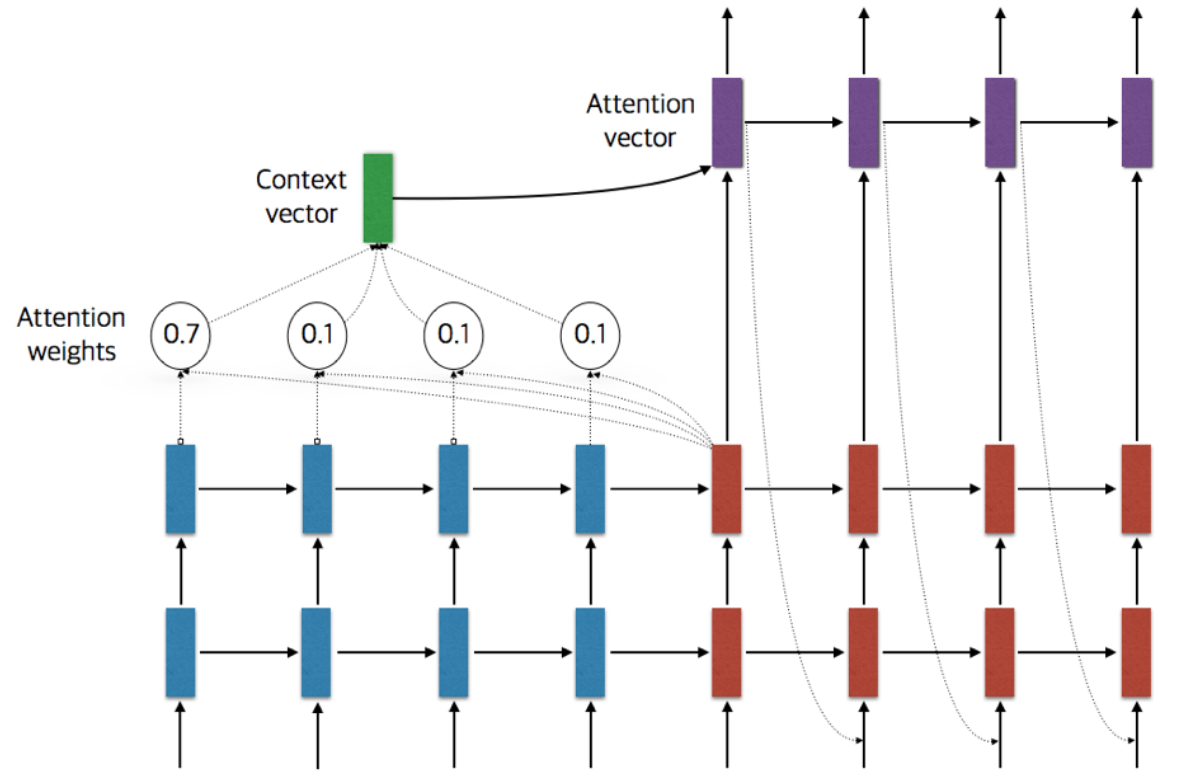 Attention
vector
Context
vector
Attention
weights
0.7
0.1
0.1
0.1